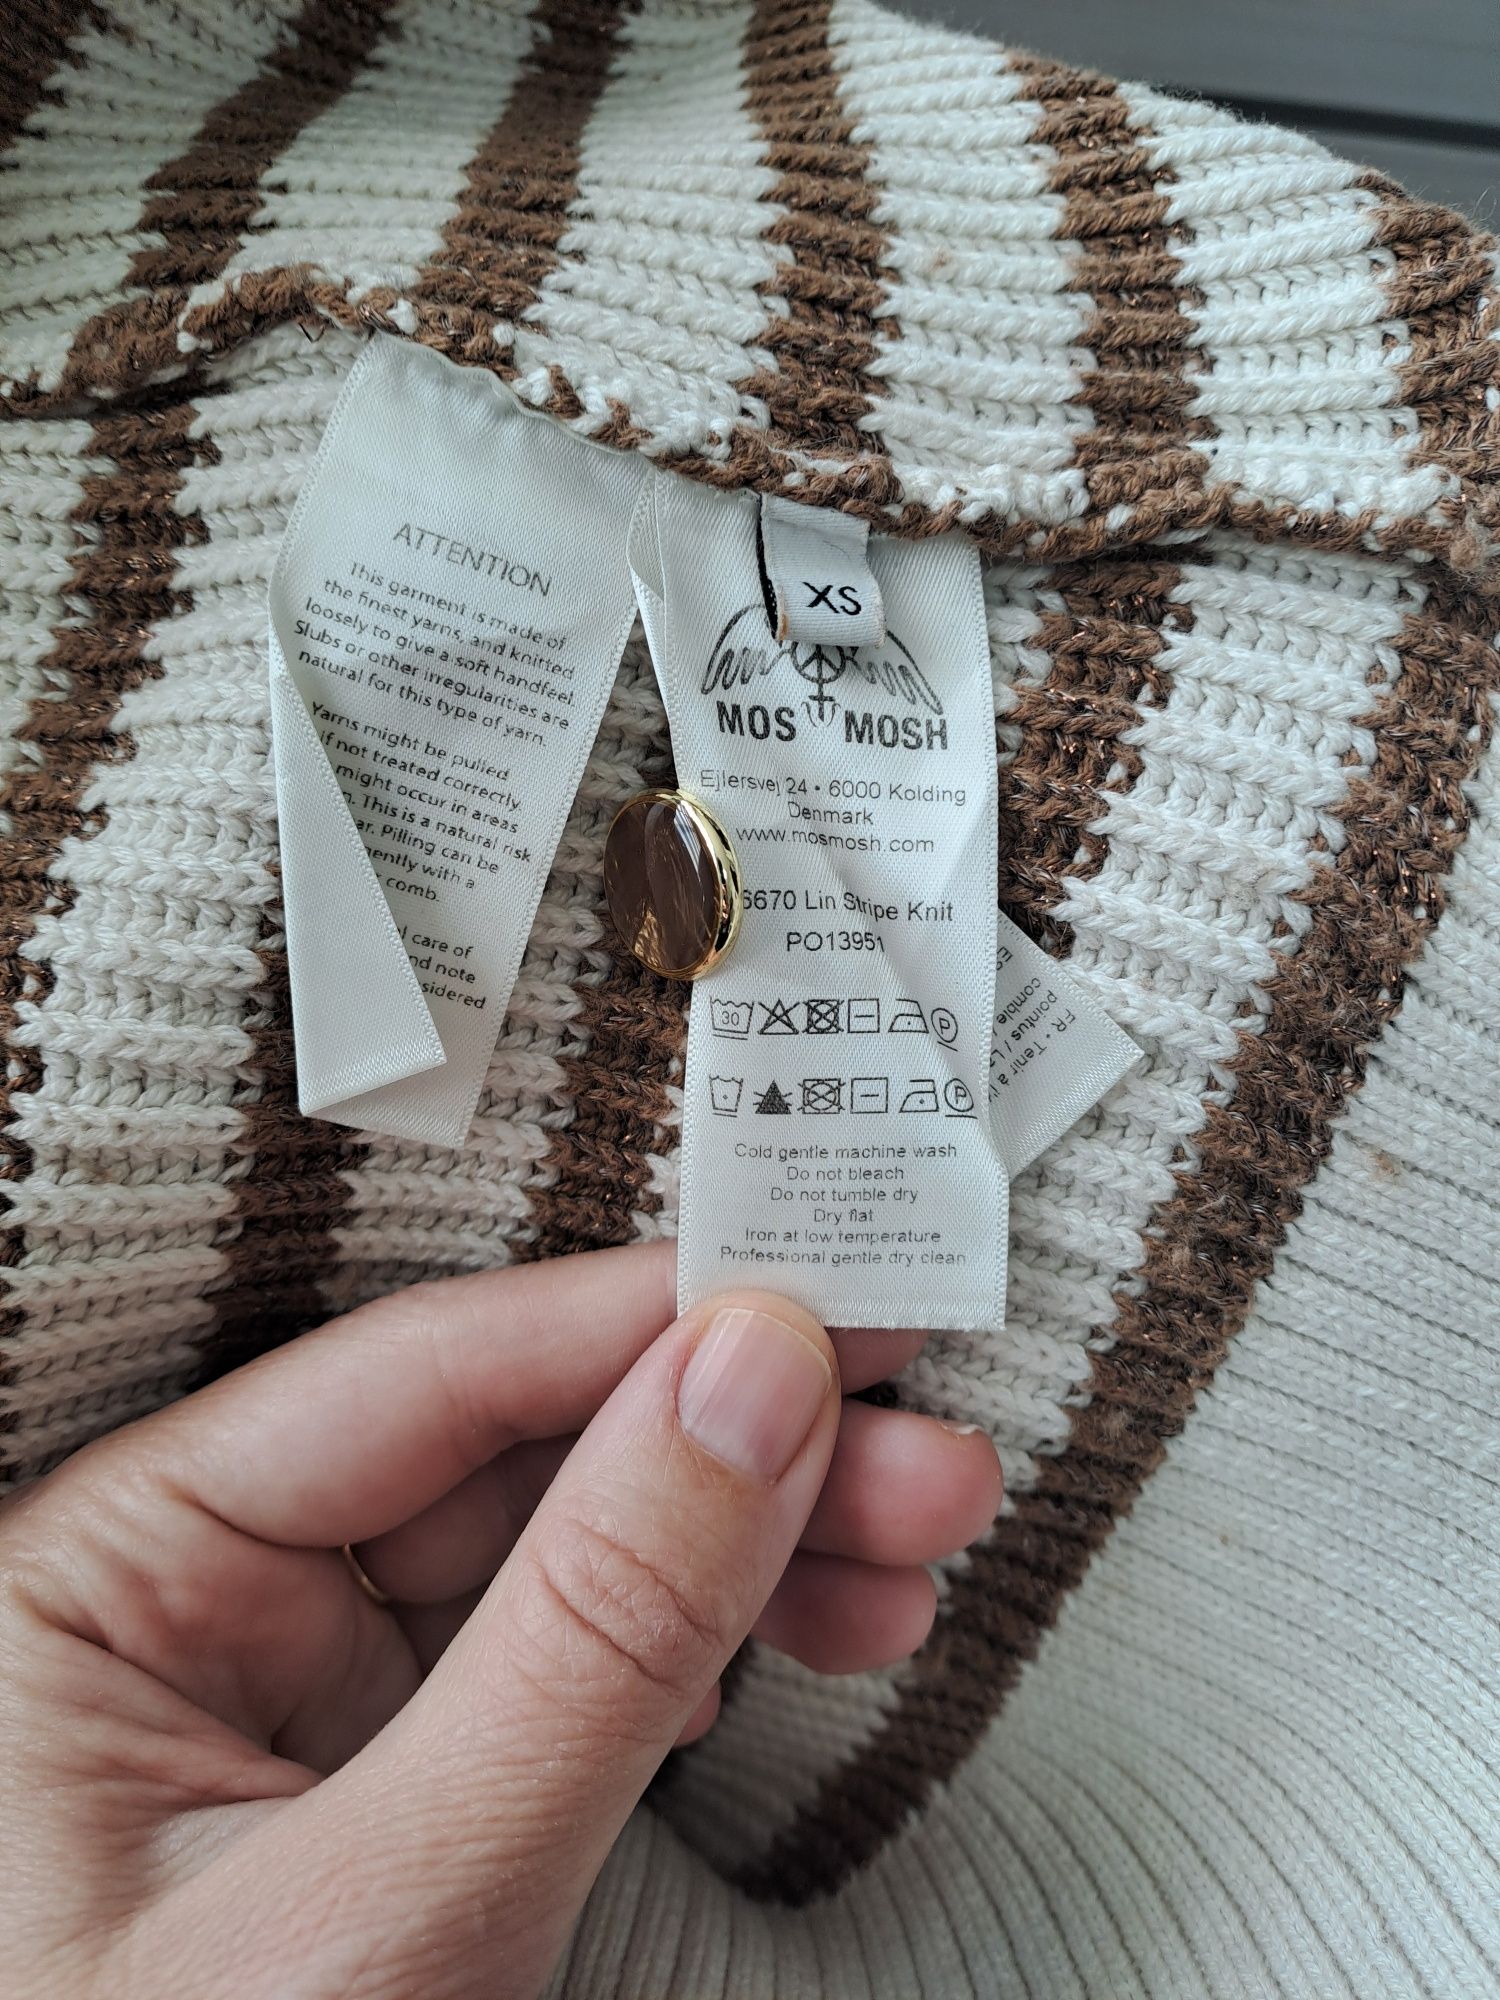 ATTENTION
This garment is made of
the finest yarns, and knitted
loosely to give a soft handfeel.
Slubs or other irregularities are
natural for this type of yarn.
Yarns might be pulled
if not treated correctly.
might occur in areas
This is a natural risk
Pilling can be
with a
comb.
care of
note
XS
MOS MOSH
Ejlersvej 24 • 6000 Kolding
Denmark
www.mosmosh.com
6670 Lin Stripe Knit
PO13951
30
P
P
Cold gentle machine wash
Do not bleach
Do not tumble dry
Dry flat
Iron at low temperature
Professional gentle dry clean
FR • Tenir à
pointus /